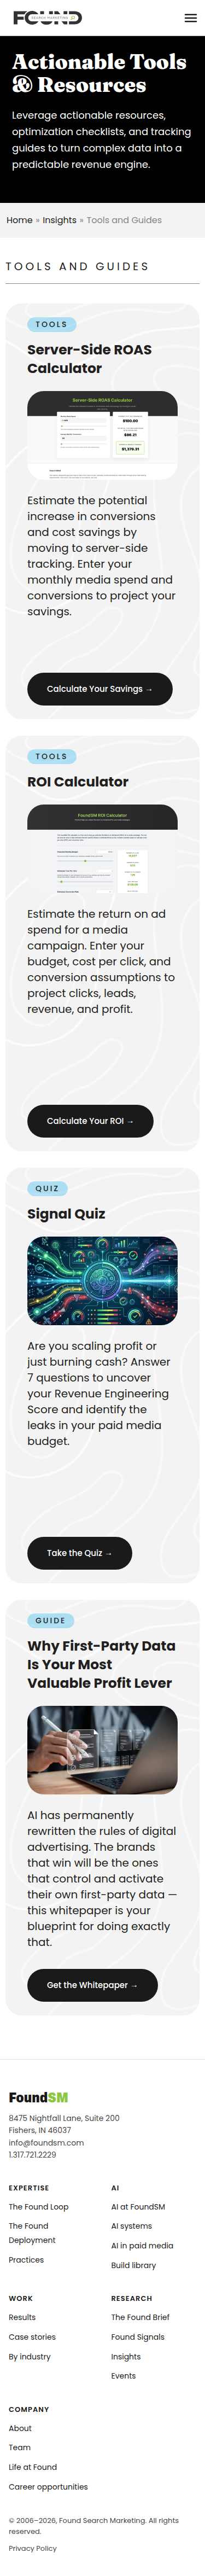 FOUND
SEARCH MARKETING
Actionable Tools
& Resources
Leverage actionable resources,
optimization checklists, and tracking
guides to turn complex data into a
predictable revenue engine.
Home » Insights » Tools and Guides
TOOLS AND GUIDES
TOOLS
Server-Side ROAS
Calculator
Estimate the potential
increase in conversions
and cost savings by
moving to server-side
tracking. Enter your
monthly media spend and
conversions to project your
savings.
Calculate Your Savings →
TOOLS
ROI Calculator
FoundSM ROI Calculator
Estimate the return on ad
spend for a media
campaign. Enter your
budget, cost per click, and
conversion assumptions to
project clicks, leads,
revenue, and profit.
Calculate Your ROI →
QUIZ
Signal Quiz
Are you scaling profit or
just burning cash? Answer
7 questions to uncover
your Revenue Engineering
Score and identify the
leaks in your paid media
budget.
Take the Quiz →
GUIDE
Why First-Party Data
Is Your Most
Valuable Profit Lever
AI has permanently
rewritten the rules of digital
advertising. The brands
that win will be the ones
that control and activate
their own first-party data —
this whitepaper is your
blueprint for doing exactly
that.
Get the Whitepaper →
FoundSM
8475 Nightfall Lane, Suite 200
Fishers, IN 46037
info@foundsm.com
1.317.721.2229
EXPERTISE
The Found Loop
The Found
Deployment
Practices
AI
AI at FoundSM
AI systems
AI in paid media
Build library
WORK
Results
Case stories
By industry
RESEARCH
The Found Brief
Found Signals
Insights
Events
COMPANY
About
Team
Life at Found
Career opportunities
© 2006–2026, Found Search Marketing. All rights
reserved.
Privacy Policy